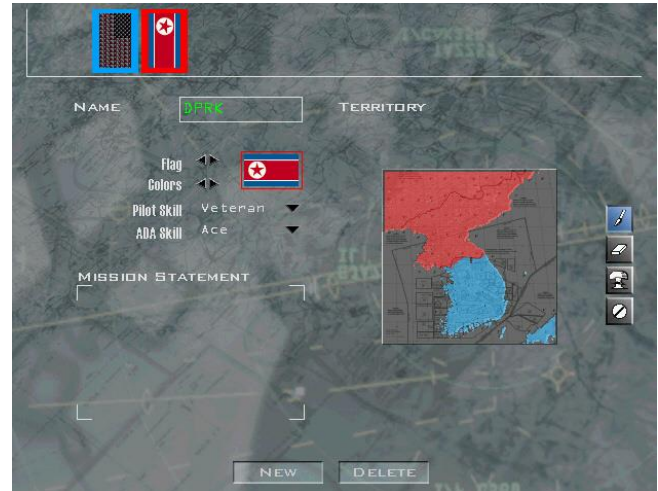 NAME
DPRK
TERRITORY
Flag
Colors
Pilot Skill Veteran
ADA Skill Ace
MISSION STATEMENT
NEW
DELETE